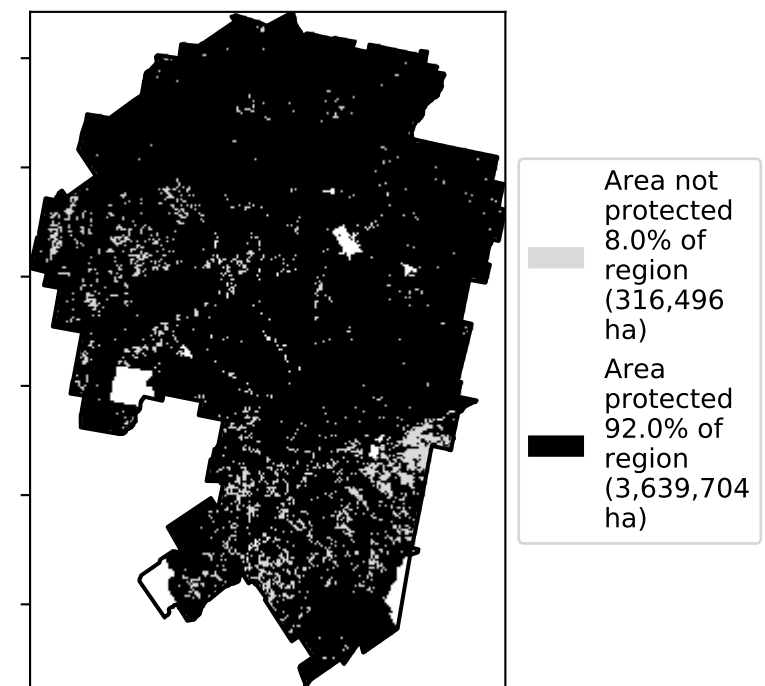 Area not
protected
8.0% of
region
(316,496
ha)
Area
protected
92.0% of
region
(3,639,704
ha)